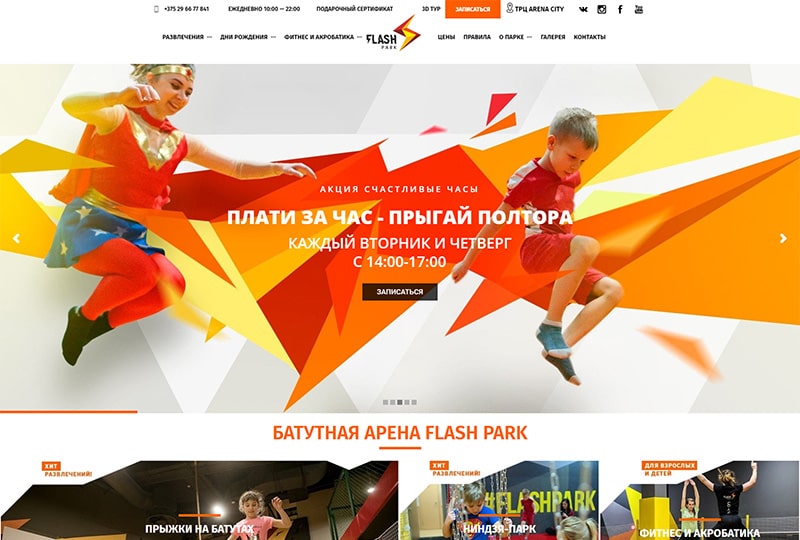 +375 29 66 77 841
ЕЖЕДНЕВНО 10:00 — 22:00
ПОДАРОЧНЫЙ СЕРТИФИКАТ
3D ТУР
ЗАПИСАТЬСЯ
ТРЦ ARENA CITY
РАЗВЛЕЧЕНИЯ
ДНИ РОЖДЕНИЯ
ФИТНЕС И АКРОБАТИКА
FLASH
PARK
ЦЕНЫ
ПРАВИЛА
О ПАРКЕ
ГАЛЕРЕЯ
КОНТАКТЫ
АКЦИЯ СЧАСТЛИВЫЕ ЧАСЫ
ПЛАТИ ЗА ЧАС - ПРЫГАЙ ПОЛТОРА
КАЖДЫЙ ВТОРНИК И ЧЕТВЕРГ
С 14:00-17:00
ЗАПИСАТЬСЯ
БАТУТНАЯ АРЕНА FLASH PARK
ХИТ
РАЗВЛЕЧЕНИЙ!
ПРЫЖКИ НА БАТУТАХ
ХИТ
РАЗВЛЕЧЕНИЙ!
#FLASHPARK
НИНДЗЯ-ПАРК
ДЛЯ ВЗРОСЛЫХ
И ДЕТЕЙ
ФИТНЕС И АКРОБАТИКА